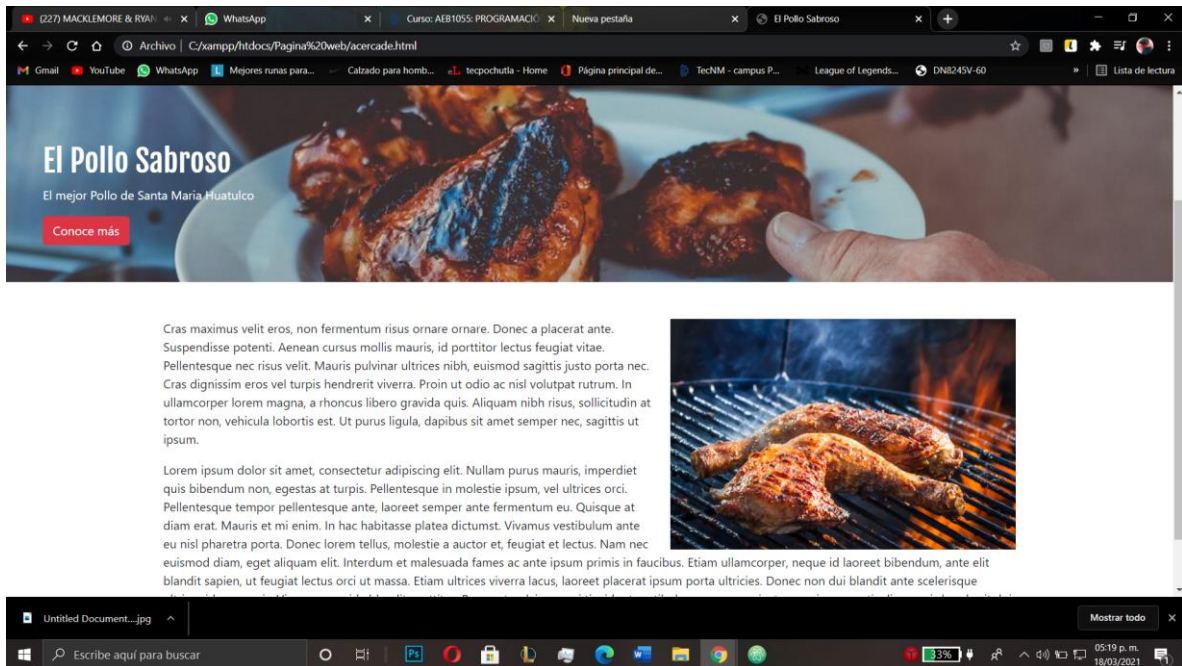 (227) MACKLEMORE & RYAN
WhatsApp
Curso: AEB1055: PROGRAMACIÓ
Nueva pestaña
El Pollo Sabroso
Archivo | C:/xampp/htdocs/Pagina%20web/acercade.html
Gmail
YouTube
WhatsApp
Mejores runas para...
Calzado para homb...
tecpochutla - Home
Página principal de...
TecNM - campus P...
League of Legends...
DN8245V-60
»
Lista de lectura
El Pollo Sabroso
El mejor Pollo de Santa Maria Huatulco
Conoce más
Cras maximus velit eros, non fermentum risus ornare ornare. Donec a placerat ante.
Suspendisse potenti. Aenean cursus mollis mauris, id porttitor lectus feugiat vitae.
Pellentesque nec risus velit. Mauris pulvinar ultrices nibh, euismod sagittis justo porta nec.
Cras dignissim eros vel turpis hendrerit viverra. Proin ut odio ac nisl volutpat rutrum. In
ullamcorper lorem magna, a rhoncus libero gravida quis. Aliquam nibh risus, sollicitudin at
tortor non, vehicula lobortis est. Ut purus ligula, dapibus sit amet semper nec, sagittis ut
ipsum.
Lorem ipsum dolor sit amet, consectetur adipiscing elit. Nullam purus mauris, imperdiet
quis bibendum non, egestas at turpis. Pellentesque in molestie ipsum, vel ultrices orci.
Pellentesque tempor pellentesque ante, laoreet semper ante fermentum eu. Quisque at
diam erat. Mauris et mi enim. In hac habitasse platea dictumst. Vivamus vestibulum ante
eu nisl pharetra porta. Donec lorem tellus, molestie a auctor et, feugiat et lectus. Nam nec
euismod diam, eget aliquam elit. Interdum et malesuada fames ac ante ipsum primis in faucibus. Etiam ullamcorper, neque id laoreet bibendum, ante elit
blandit sapien, ut feugiat lectus orci ut massa. Etiam ultrices viverra lacus, laoreet placerat ipsum porta ultricies. Donec non dui blandit ante scelerisque
Untitled Document....jpg
Mostrar todo
Escribe aquí para buscar
Ps
33%
05:19 p. m.
18/03/2021